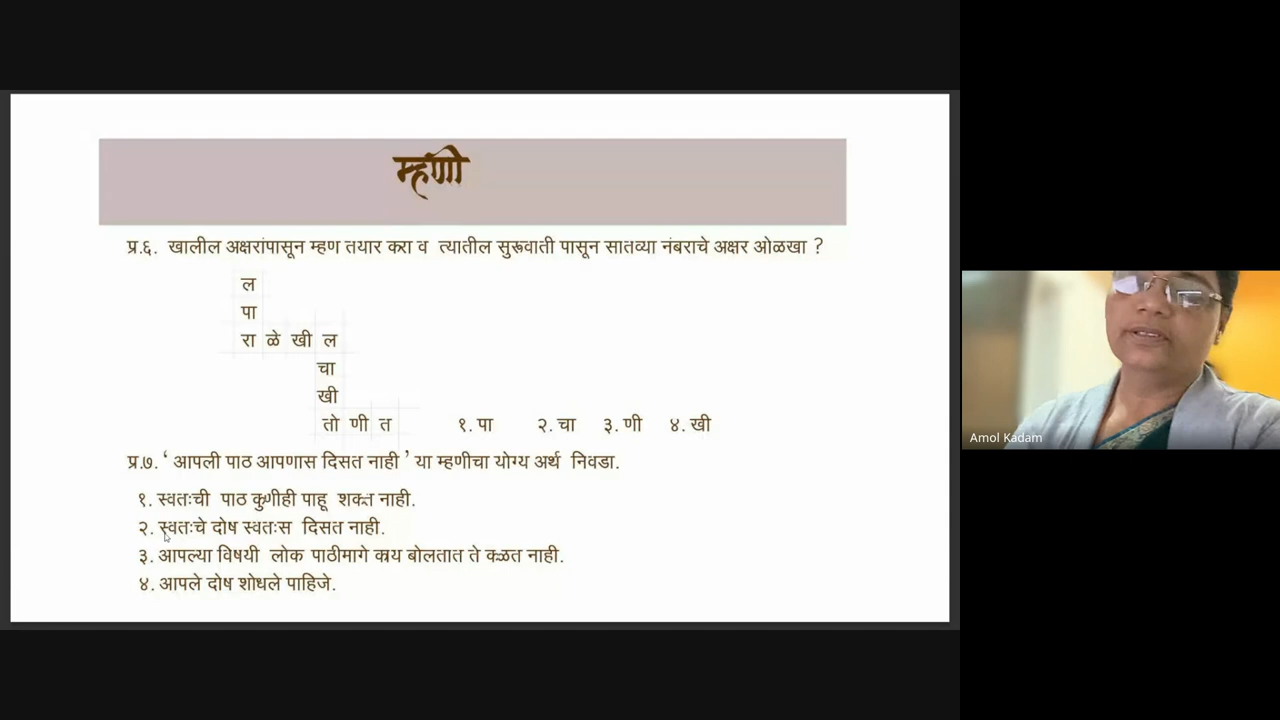 म्हणी
प्र.६. खालील अक्षरांपासून म्हण तयार करा व त्यातील सुरूवाती पासून सातव्या नंबराचे अक्षर ओळखा ?
ल
पा
रा ळे खी ल
चा
खी
तो णी त १. पा २. चा ३. णी ४. खी
प्र.७. ‘ आपली पाठ आपणास दिसत नाही ’ या म्हणीचा योग्य अर्थ निवडा.
१. स्वतःची पाठ कुणीही पाहू शकत नाही.
२. स्वतःचे दोष स्वतःस दिसत नाही.
३. आपल्या विषयी लोक पाठीमागे काय बोलतात ते कळत नाही.
४. आपले दोष शोधले पाहिजे.
Amol Kadam